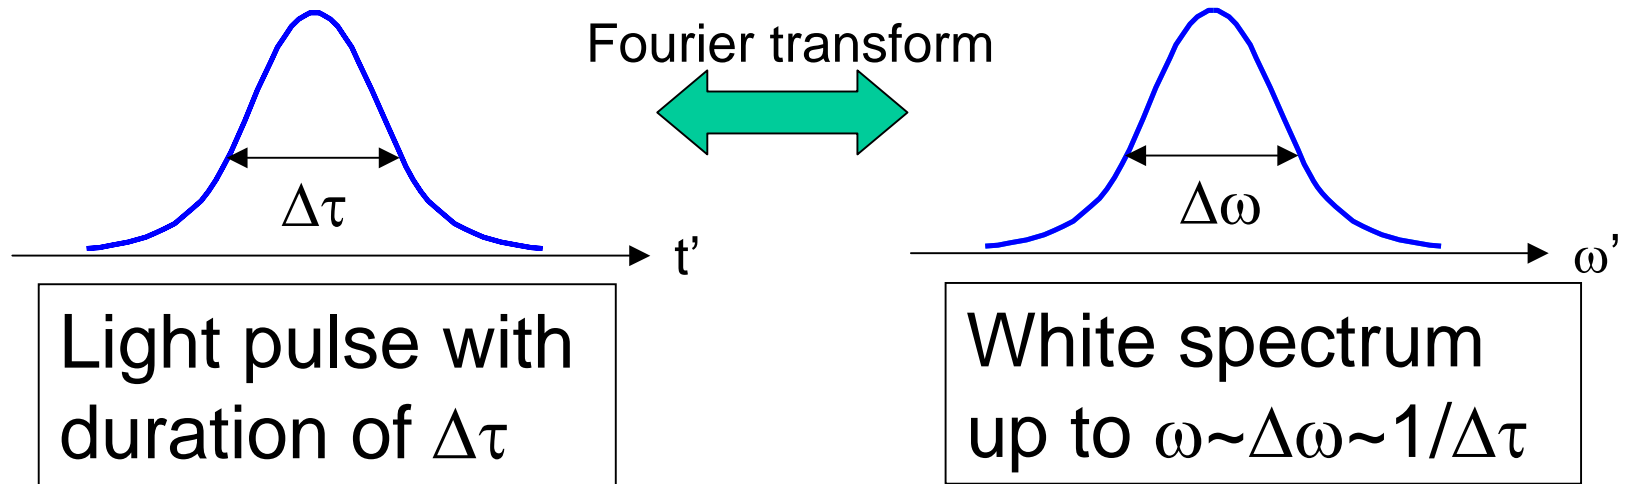 Fourier transform
Δτ
t’
Δω
ω’
Light pulse with
duration of Δτ
White spectrum
up to ω~Δω~1/Δτ